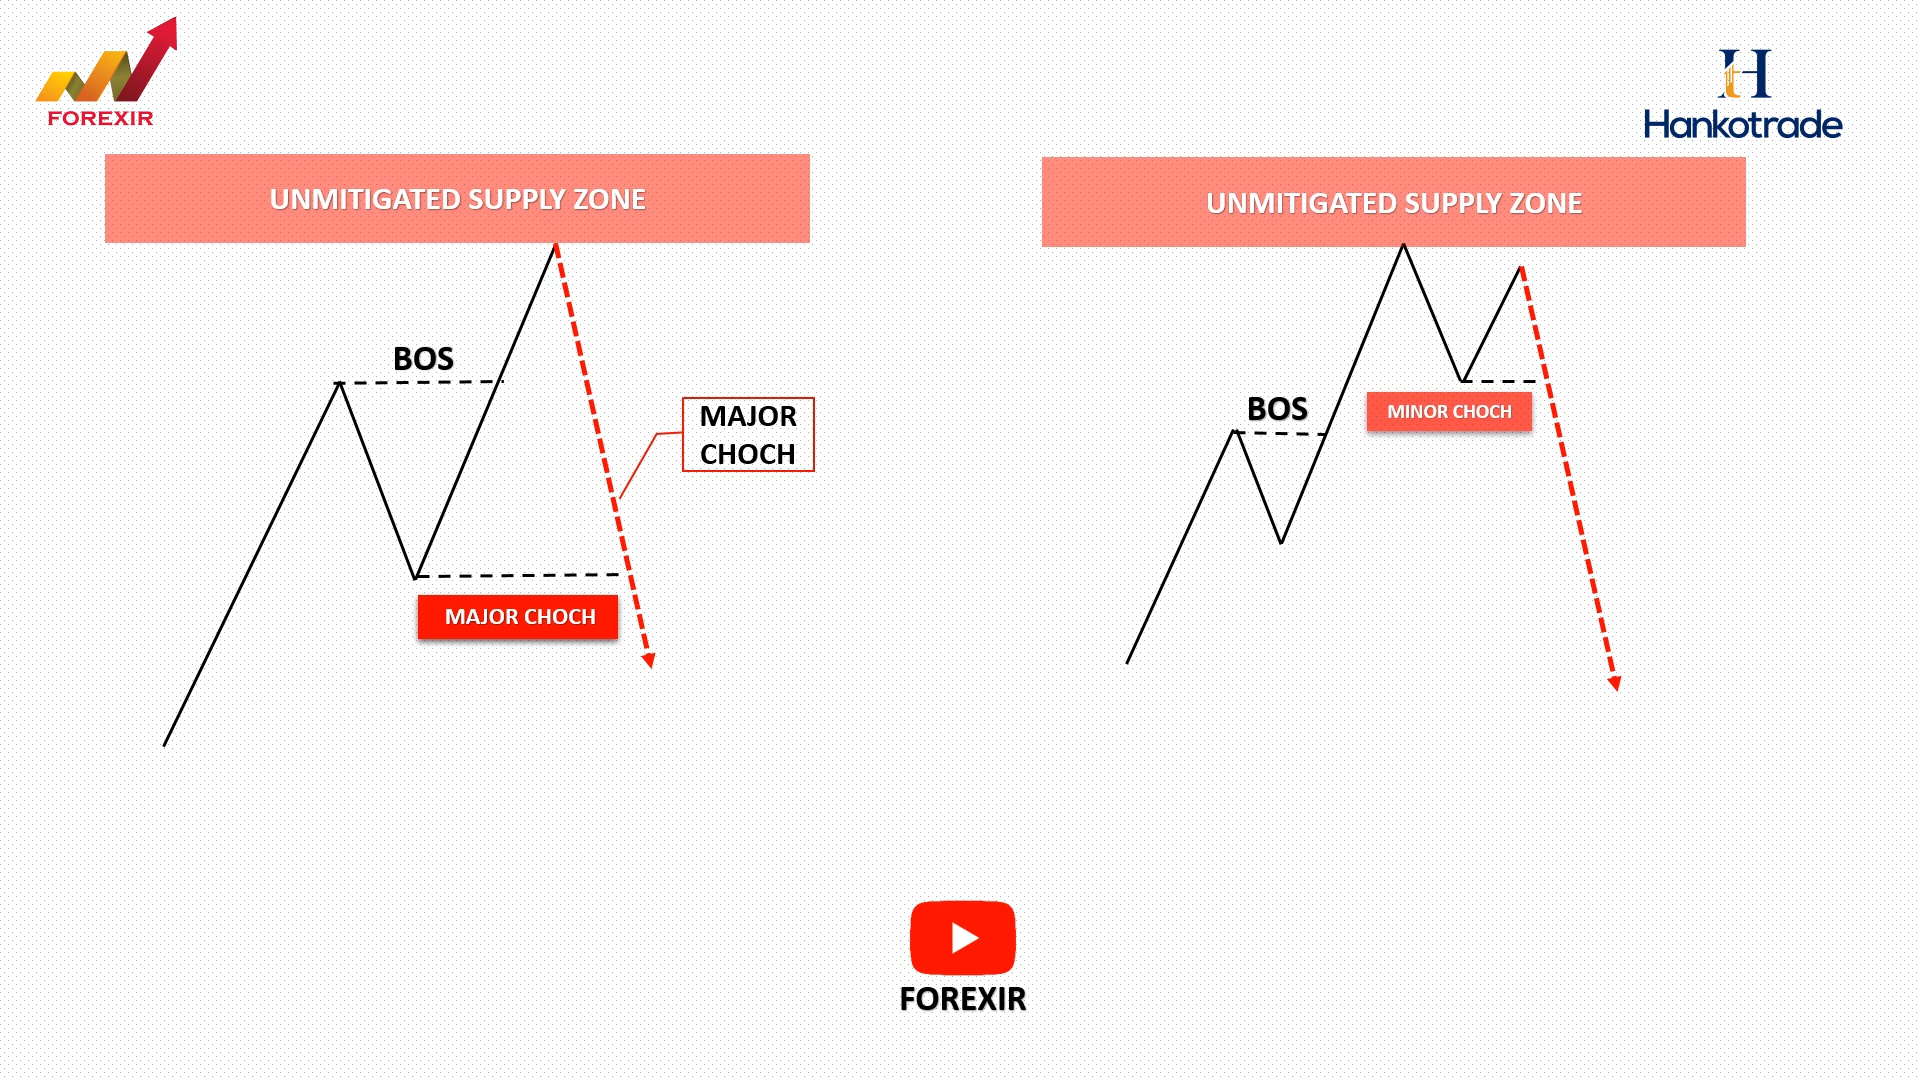 FOREXIR
Hankotrade
UNMITIGATED SUPPLY ZONE
UNMITIGATED SUPPLY ZONE
BOS
MAJOR
CHOCH
MAJOR CHOCH
BOS
MINOR CHOCH
FOREXIR